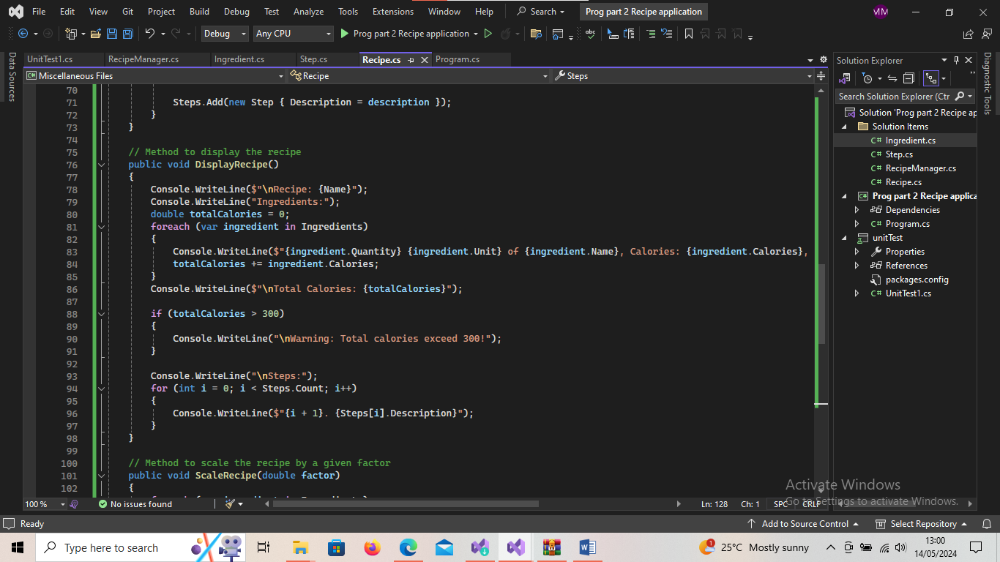 File Edit View Git Project Build Debug Test Analyze Tools Extensions Window Help Search Prog part 2 Recipe application MM
Debug Any CPU Prog part 2 Recipe application
UnitTest1.cs RecipeManager.cs Ingredient.cs Step.cs Recipe.cs Program.cs
Miscellaneous Files Recipe Steps
Data Sources
70
71 Steps.Add(new Step { Description = description });
72 }
73 }
74
75 // Method to display the recipe
76 public void DisplayRecipe()
77 {
78 Console.WriteLine($"\nRecipe: {Name}");
79 Console.WriteLine("Ingredients:");
80 double totalCalories = 0;
81 foreach (var ingredient in Ingredients)
82 {
83 Console.WriteLine($"{ingredient.Quantity} {ingredient.Unit} of {ingredient.Name}, Calories: {ingredient.Calories},
84 totalCalories += ingredient.Calories;
85 }
86 Console.WriteLine($"\nTotal Calories: {totalCalories}");
87
88 if (totalCalories > 300)
89 {
90 Console.WriteLine("\nWarning: Total calories exceed 300!");
91 }
92
93 Console.WriteLine("\nSteps:");
94 for (int i = 0; i < Steps.Count; i++)
95 {
96 Console.WriteLine($"{i + 1}. {Steps[i].Description}");
97 }
98 }
99
100 // Method to scale the recipe by a given factor
101 public void ScaleRecipe(double factor)
102 {
100 % No issues found Ln: 128 Ch: 1 SPC CRLF
Solution Explorer
Search Solution Explorer (Ctr
Solution 'Prog part 2 Recipe ap
Solution Items
C# Ingredient.cs
C# Step.cs
C# RecipeManager.cs
C# Recipe.cs
Prog part 2 Recipe applica
Dependencies
C# Program.cs
unitTest
Properties
References
packages.config
C# UnitTest1.cs
Diagnostic Tools
Activate Windows
Go to Settings to activate Windows.
Ready Add to Source Control Select Repository
Type here to search 25°C Mostly sunny 13:00
14/05/2024